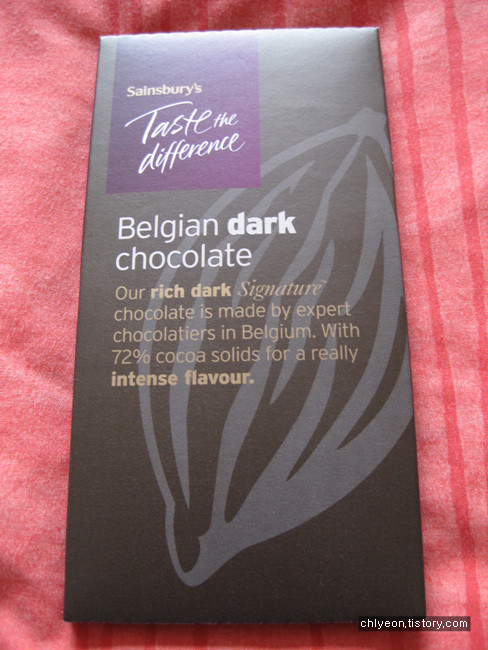 Sainsbury's
Taste the
difference
Belgian dark
chocolate
Our rich dark Signature
chocolate is made by expert
chocolatiers in Belgium. With
72% cocoa solids for a really
intense flavour.
chlyeon.tistory.com